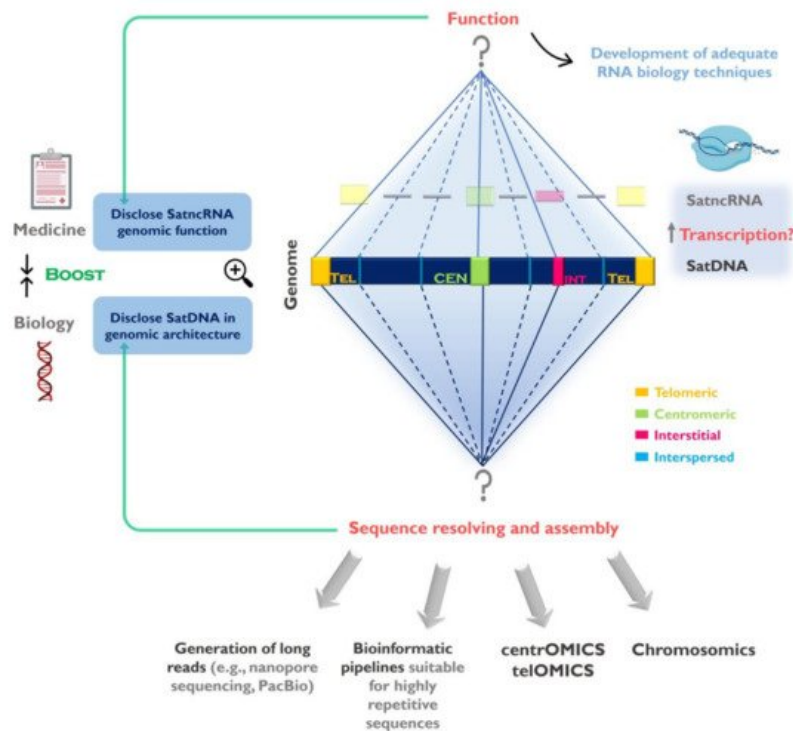 Function
?
Development of adequate
RNA biology techniques
Medicine
Disclose SatncRNA
genomic function
BOOST
Biology
Disclose SatDNA in
genomic architecture
Genome
TEL
CEN
INT
TEL
SatncRNA
Transcription?
SatDNA
Telomeric
Centromeric
Interstitial
Interspersed
?
Sequence resolving and assembly
Generation of long
reads (e.g., nanopore
sequencing, PacBio)
Bioinformatic
pipelines suitable
for highly
repetitive
sequences
centrOMICS
telOMICS
Chromosomics